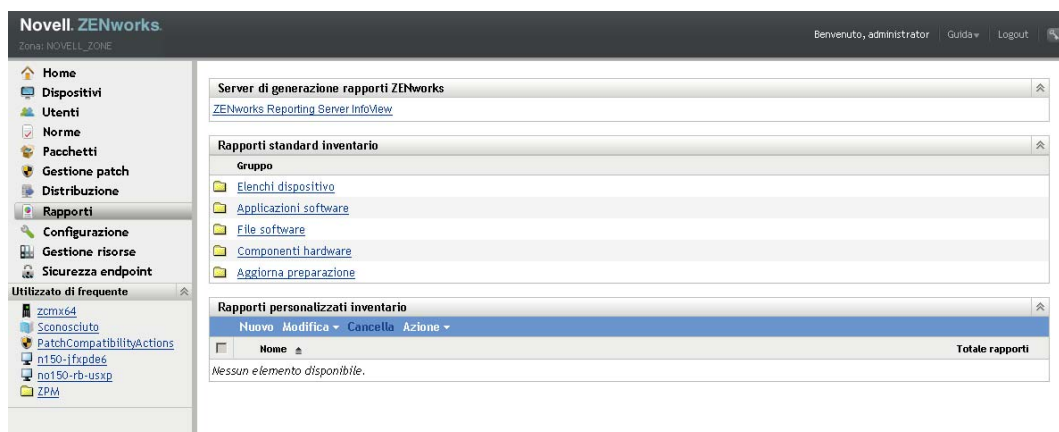 Novell. ZENworks.
Zona: NOVELL_ZONE
Benvenuto, administrator
Guida
Logout
Home
Dispositivi
Utenti
Norme
Pacchetti
Gestione patch
Distribuzione
Rapporti
Configurazione
Gestione risorse
Sicurezza endpoint
Utilizzato di frequente
zcmx64
Sconosciuto
PatchCompatibilityActions
n150-jfxpde6
no150-rb-usxp
ZPM
Server di generazione rapporti ZENworks
ZENworks Reporting Server InfoView
Rapporti standard inventario
Gruppo
Elenchi dispositivo
Applicazioni software
File software
Componenti hardware
Aggiorna preparazione
Rapporti personalizzati inventario
Nuovo Modifica Cancella Azione
Nome Totale rapporti
Nessun elemento disponibile.